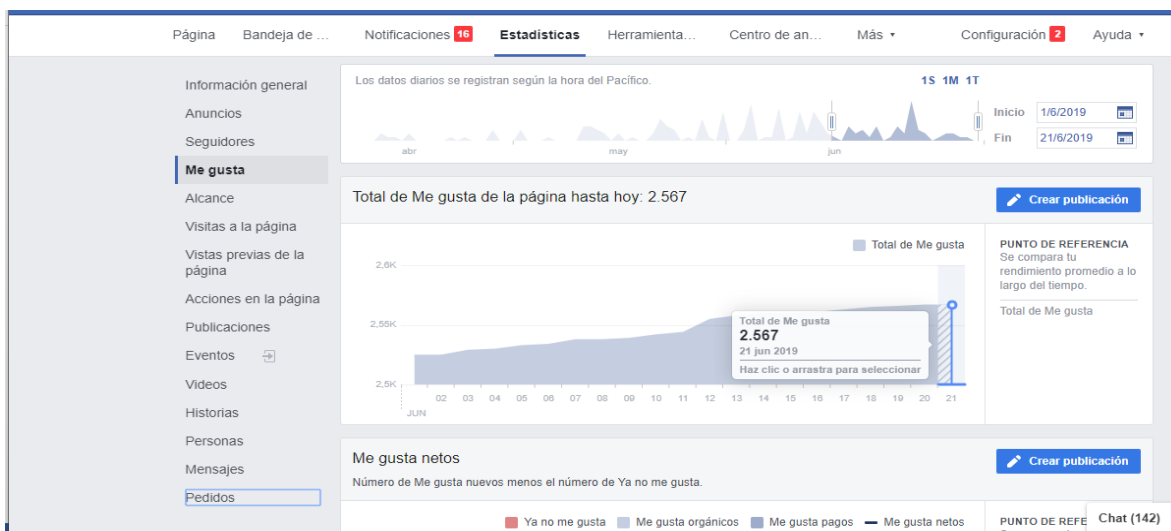 Página Bandeja de ... Notificaciones 16 Estadísticas Herramienta... Centro de an... Más Configuración 2 Ayuda
Información general
Anuncios
Seguidores
Me gusta
Alcance
Visitas a la página
Vistas previas de la
página
Acciones en la página
Publicaciones
Eventos
Videos
Historias
Personas
Mensajes
Pedidos
Los datos diarios se registran según la hora del Pacífico.
1S 1M 1T
abr may jun
Inicio 1/6/2019
Fin 21/6/2019
Total de Me gusta de la página hasta hoy: 2.567
Crear publicación
Total de Me gusta
2,6K
2,55K
2,5K
Total de Me gusta
2.567
21 jun 2019
Haz clic o arrastra para seleccionar
02 03 04 05 06 07 08 09 10 11 12 13 14 15 16 17 18 19 20 21
JUN
PUNTO DE REFERENCIA
Se compara tu
rendimiento promedio a lo
largo del tiempo.
Total de Me gusta
Me gusta netos
Crear publicación
Número de Me gusta nuevos menos el número de Ya no me gusta.
Ya no me gusta Me gusta orgánicos Me gusta pagos Me gusta netos
PUNTO DE REFE
Chat (142)